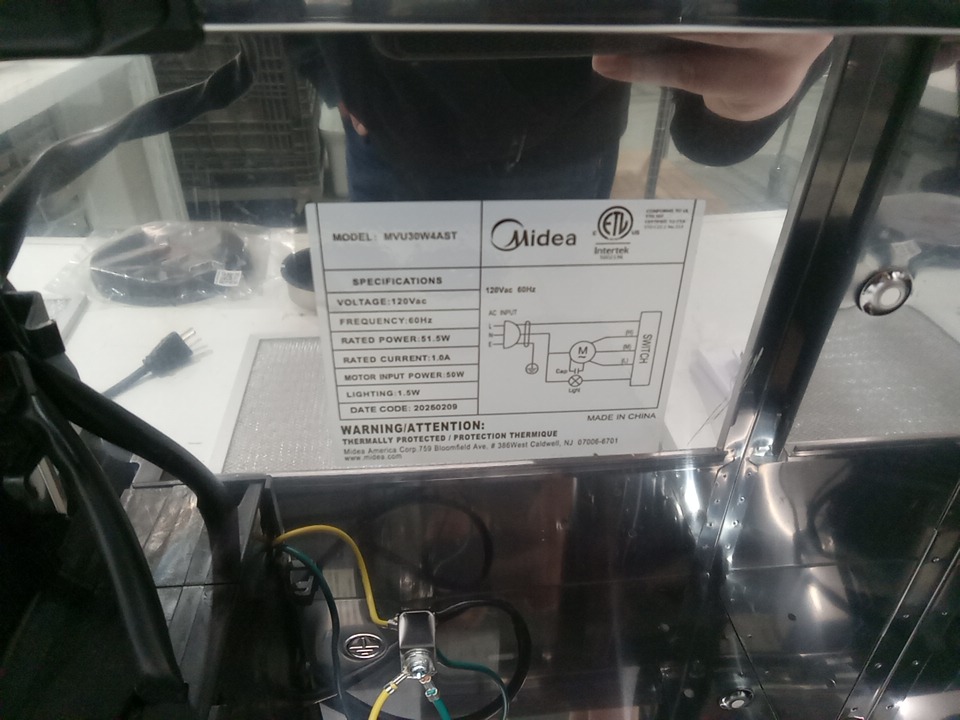 MODEL: MVU30W4AST
Midea
ETL
C US
Intertek
SPECIFICATIONS
VOLTAGE:120Vac
FREQUENCY:60Hz
RATED POWER:51.5W
RATED CURRENT:1.0A
MOTOR INPUT POWER:50W
LIGHTING:1.5W
DATE CODE: 20250209
120Vac 60Hz
AC INPUT
L
N
E
M
~
(H)
(M)
(L)
Cap
Light
SWITCH
MADE IN CHINA
WARNING/ATTENTION:
THERMALLY PROTECTED / PROTECTION THERMIQUE
Midea America Corp.759 Bloomfield Ave, # 386West Caldwell, NJ 07006-6701
www.midea.com